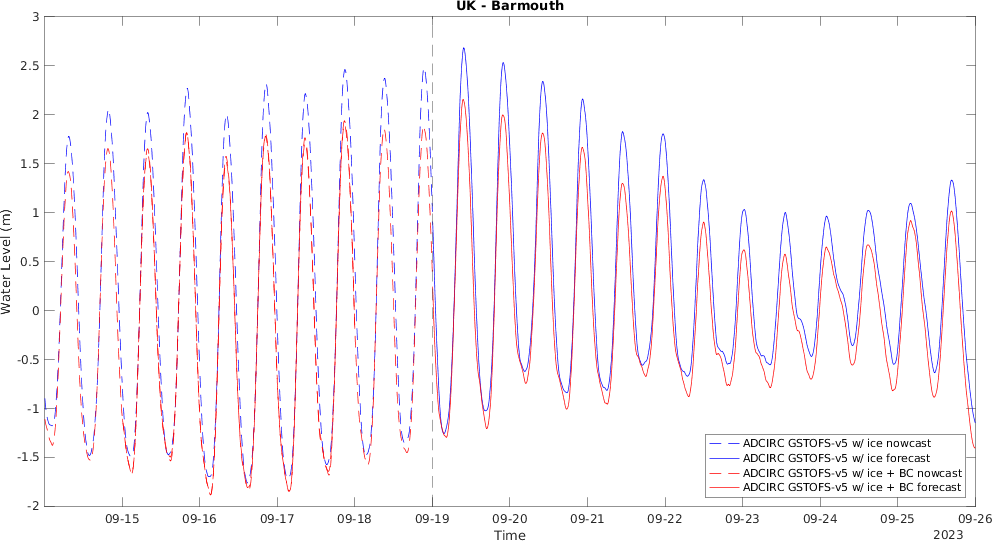 UK - Barmouth
3
2.5
2
1.5
1
0.5
0
-0.5
-1
-1.5
-2
Water Level (m)
ADCIRC GSTOFS-v5 w/ ice nowcast
ADCIRC GSTOFS-v5 w/ ice forecast
ADCIRC GSTOFS-v5 w/ ice + BC nowcast
ADCIRC GSTOFS-v5 w/ ice + BC forecast
09-15 09-16 09-17 09-18 09-19 09-20 09-21 09-22 09-23 09-24 09-25 09-26
Time
2023